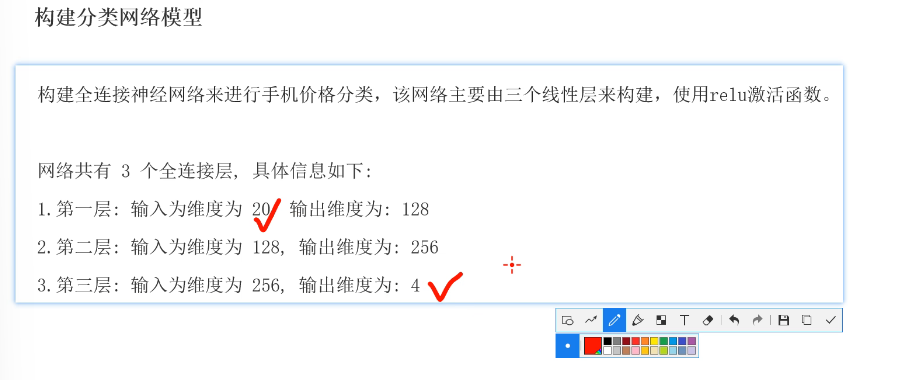 构建分类网络模型
构建全连接神经网络来进行手机价格分类，该网络主要由三个线性层来构建，使用relu激活函数。
网络共有 3 个全连接层, 具体信息如下:
1.第一层: 输入为维度为 20, 输出维度为: 128
2.第二层: 输入为维度为 128, 输出维度为: 256
3.第三层: 输入为维度为 256, 输出维度为: 4